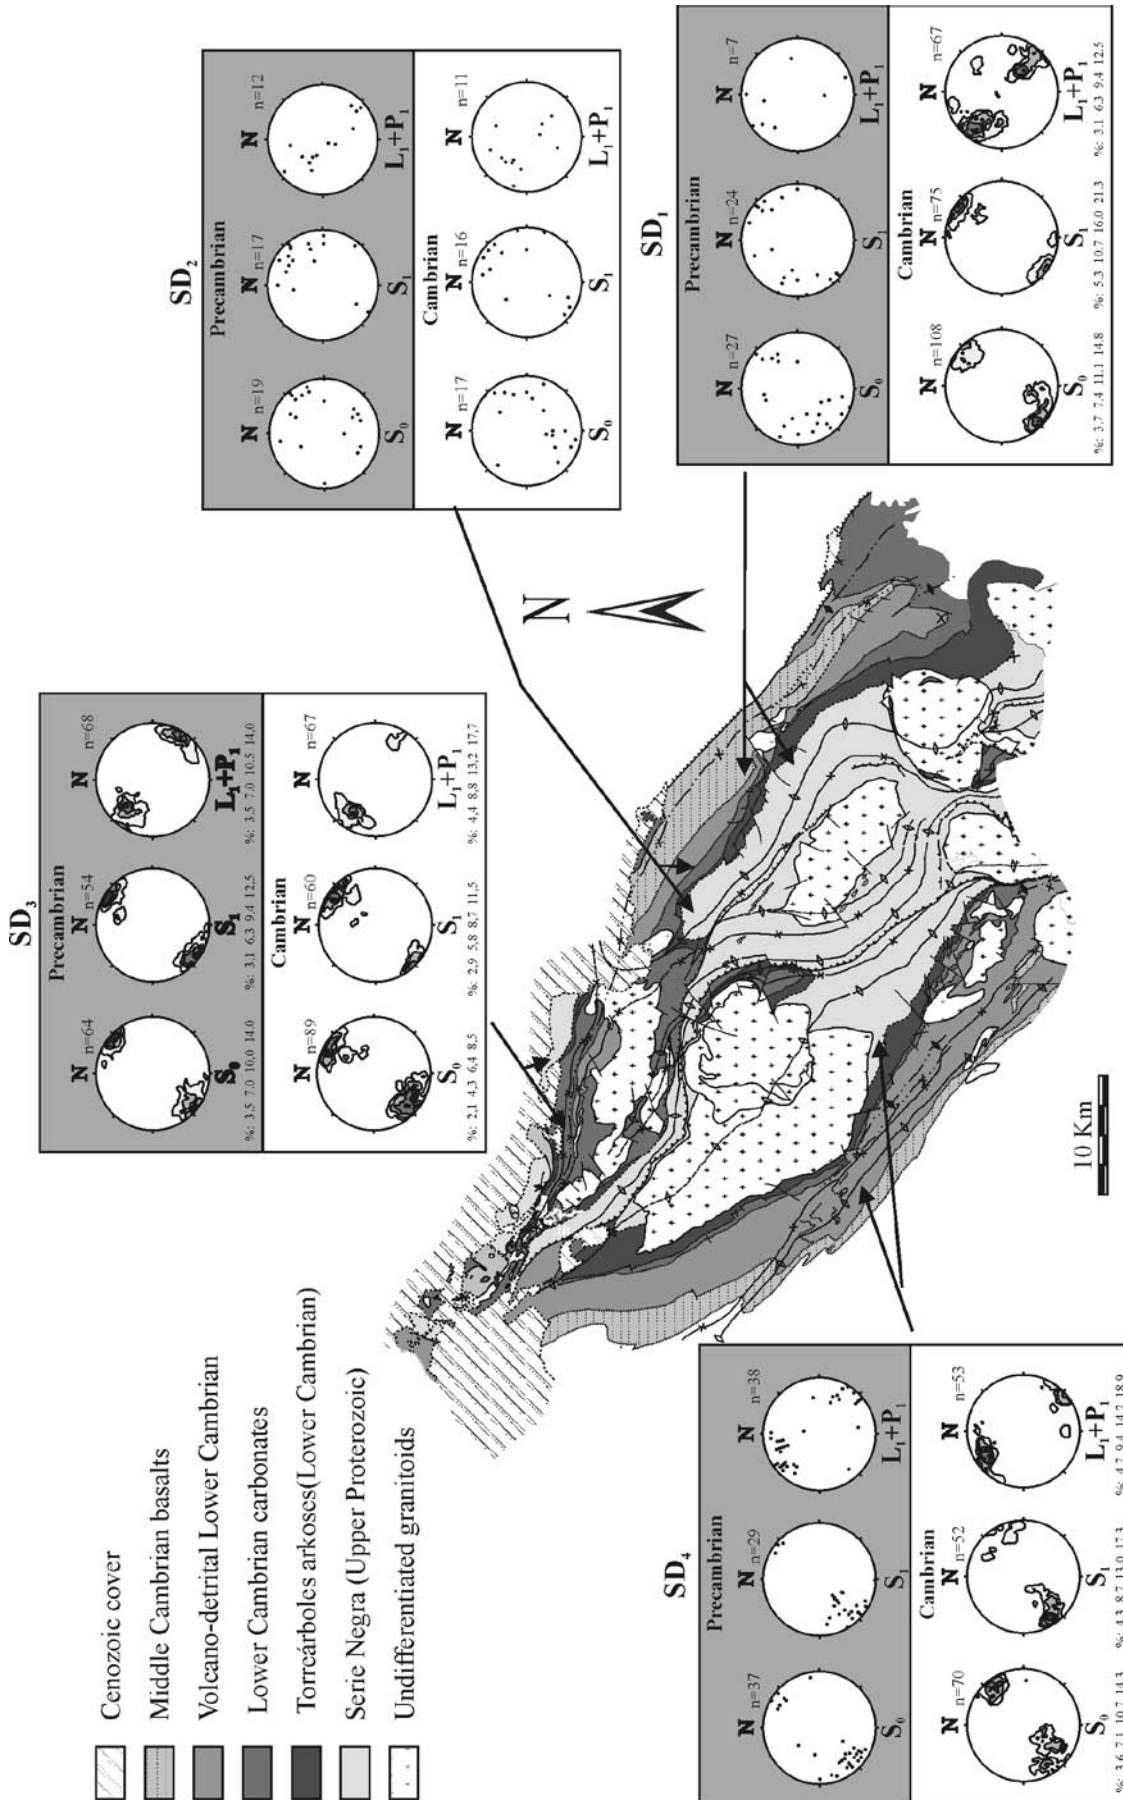 Cenozoic cover
Middle Cambrian basalts
Volcano-detrital Lower Cambrian
Lower Cambrian carbonates
Torrcárboles arkoses(Lower Cambrian)
Serie Negra (Upper Proterozoic)
Undifferentiated granitoids
SD3
Precambrian
N n=64
N n=54
N n=68
S0
S1
L1+P1
%: 3.5 7.0 10.0 14.0
%: 3.1 6.3 9,4 12.5
%: 3.5 7.0 10.5 14.0
Cambrian
N n=89
N n=60
N n=67
S0
S1
L1+P1
%: 2,1 4,3 6,4 8,5
%: 2,9 5,8 8,7 11,5
%: 4,4 8,8 13,2 17,7
SD2
Precambrian
N n=19
N n=17
N n=12
S0
S1
L1+P1
Cambrian
N n=17
N n=16
N n=11
S0
S1
L1+P1
SD1
Precambrian
N n=27
N n=24
N n=7
S0
S1
L1+P1
Cambrian
N n=108
N n=75
N n=67
S0
S1
L1+P1
%: 3.7 7.4 11.1 14.8
%: 5.3 10.7 16.0 21.3
%: 3.1 6.3 9.4 12.5
N
10 Km
SD4
Precambrian
N n=37
N n=29
N n=38
S0
S1
L1+P1
Cambrian
N n=70
N n=52
N n=53
S0
S1
L1+P1
%: 3.6 7.1 10.7 14.3
%: 4.3 8.7 13.0 17.3
%: 4.7 9.4 14.2 18.9